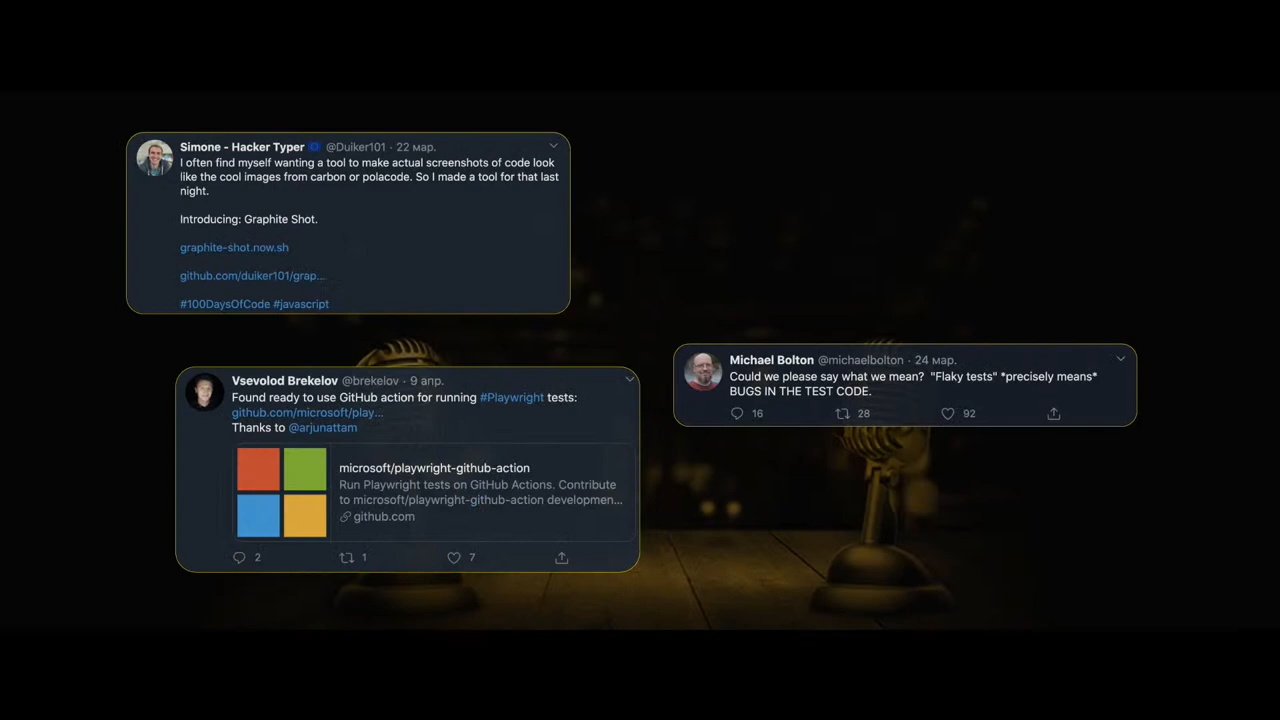 Simone - Hacker Typer @Duiker101 · 22 мар.
I often find myself wanting a tool to make actual screenshots of code look
like the cool images from carbon or polacode. So I made a tool for that last
night.
Introducing: Graphite Shot.
graphite-shot.now.sh
github.com/duiker101/grap...
#100DaysOfCode #javascript
Vsevolod Brekelov @brekelov · 9 апр.
Found ready to use GitHub action for running #Playwright tests:
github.com/microsoft/play...
Thanks to @arjunattam
microsoft/playwright-github-action
Run Playwright tests on GitHub Actions. Contribute
to microsoft/playwright-github-action developmen...
github.com
2 1 7
Michael Bolton @michaelbolton · 24 мар.
Could we please say what we mean? "Flaky tests" *precisely means*
BUGS IN THE TEST CODE.
16 28 92